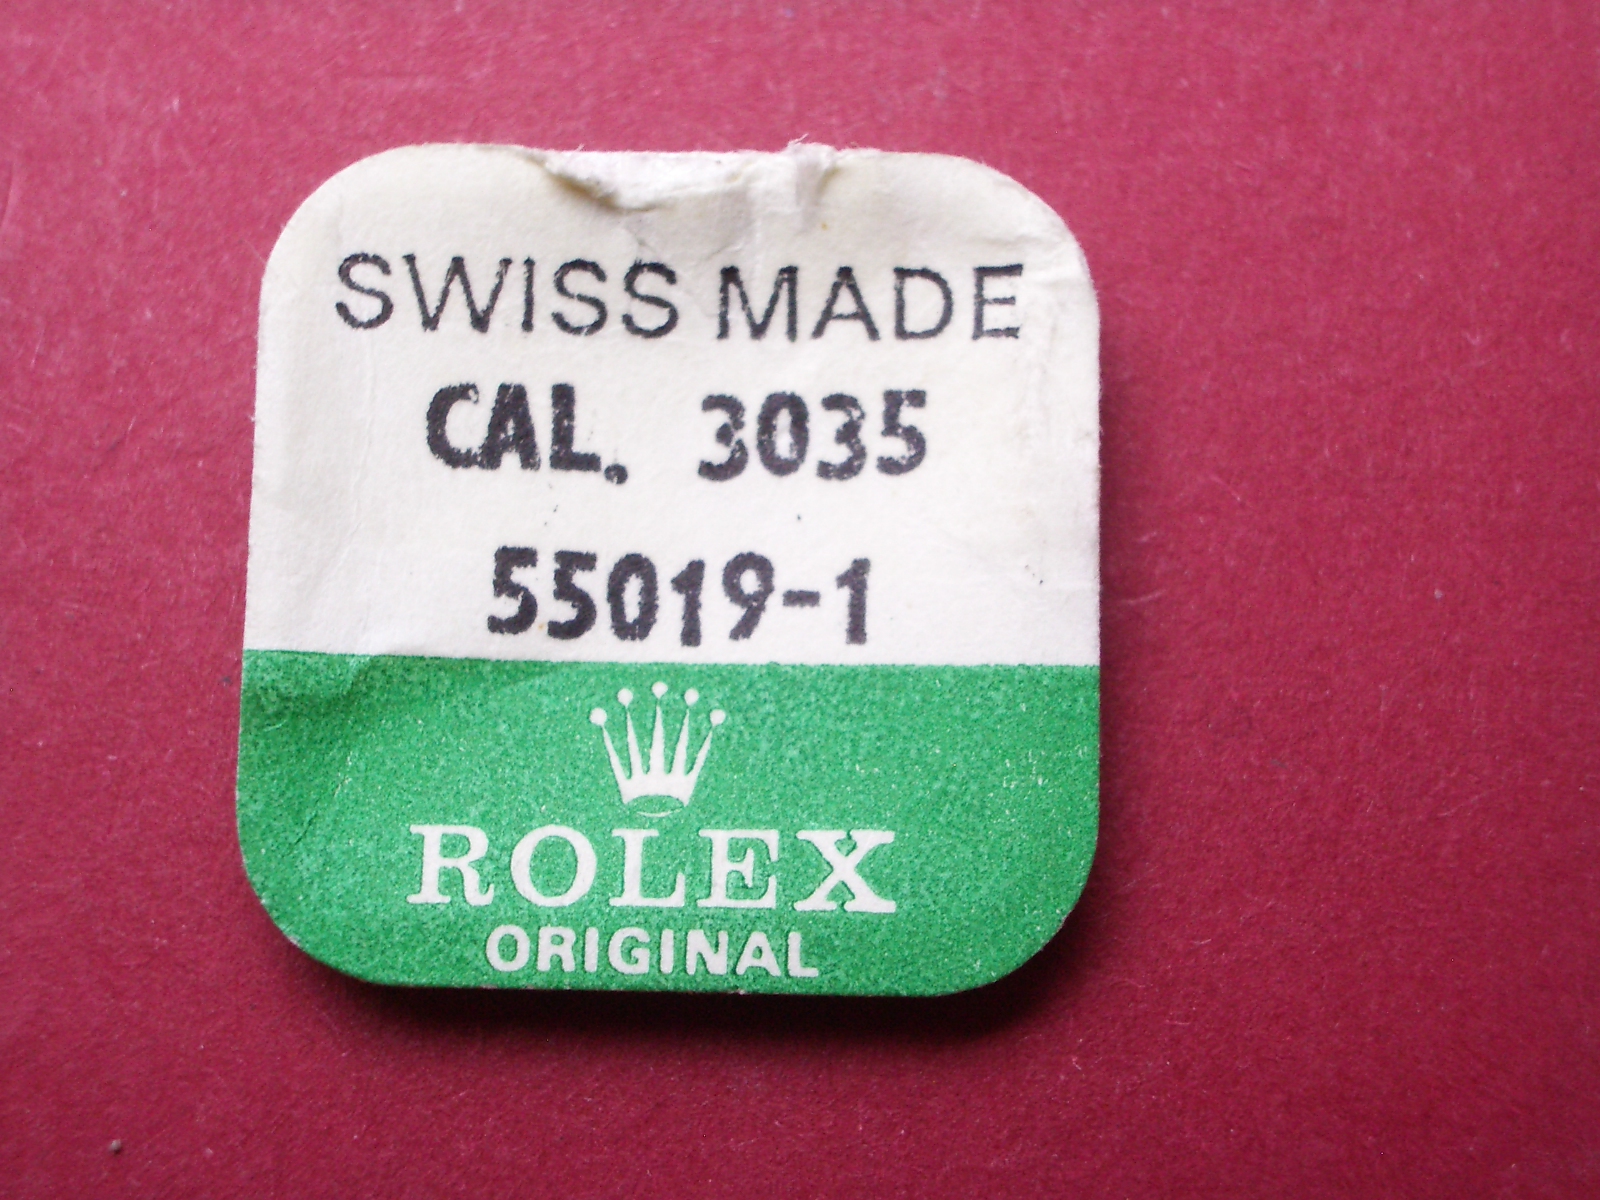 SWISS MADE
CAL. 3035
55019-1
ROLEX
ORIGINAL